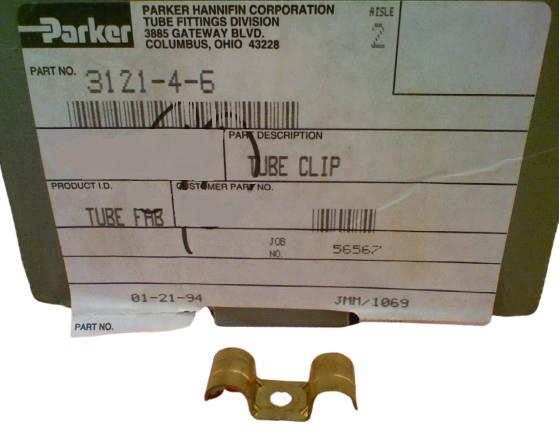 Parker
PARKER HANNIFIN CORPORATION
TUBE FITTINGS DIVISION
3885 GATEWAY BLVD.
COLUMBUS, OHIO 43228
AISLE
2
PART NO. 3121-4-6
PART DESCRIPTION
TUBE CLIP
PRODUCT I.D.
CUSTOMER PART NO.
TUBE FAB
JOB
NO. 56567
01-21-94 JMM/1069
PART NO.